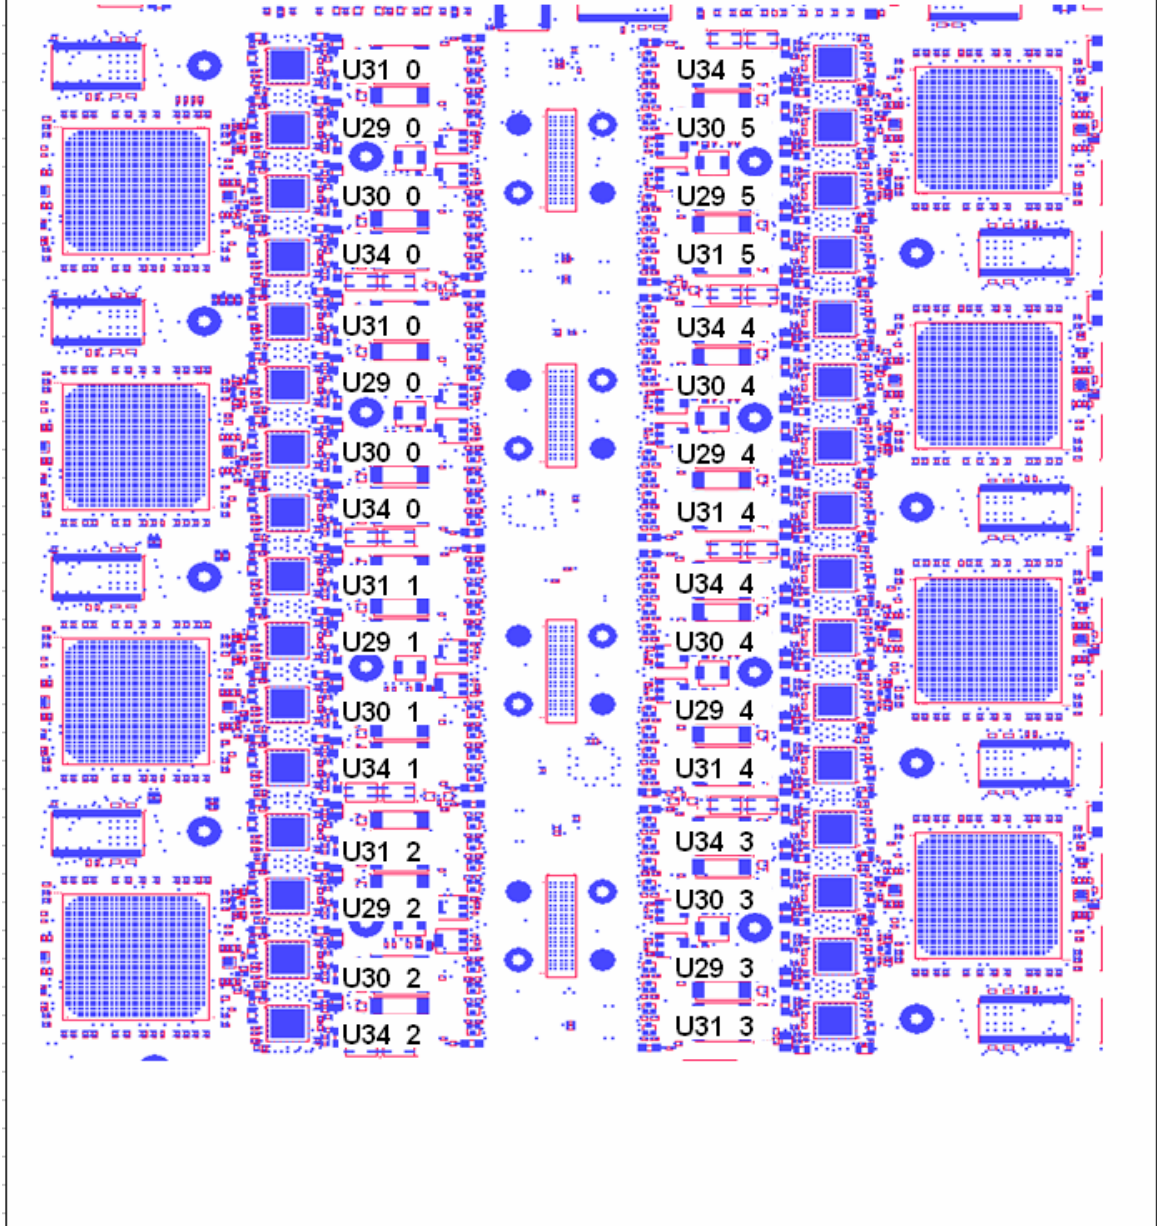 U31 0
U29 0
U30 0
U34 0
U31 0
U29 0
U30 0
U34 0
U31 1
U29 1
U30 1
U34 1
U31 2
U29 2
U30 2
U34 2
U34 5
U30 5
U29 5
U31 5
U34 4
U30 4
U29 4
U31 4
U34 4
U30 4
U29 4
U31 4
U34 3
U30 3
U29 3
U31 3